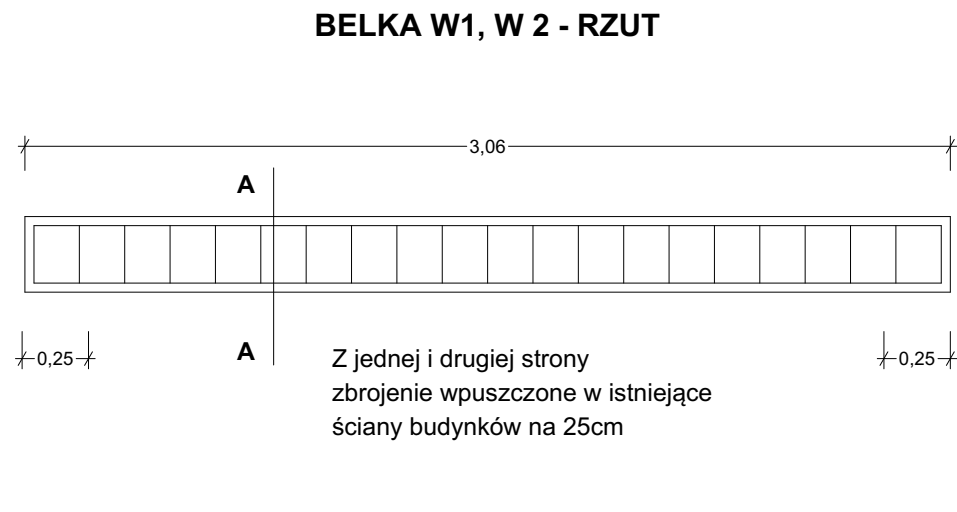 BELKA W1, W 2 - RZUT
3,06
A
A
0,25
0,25
Z jednej i drugiej strony
zbrojenie wpuszczone w istniejące
ściany budynków na 25cm